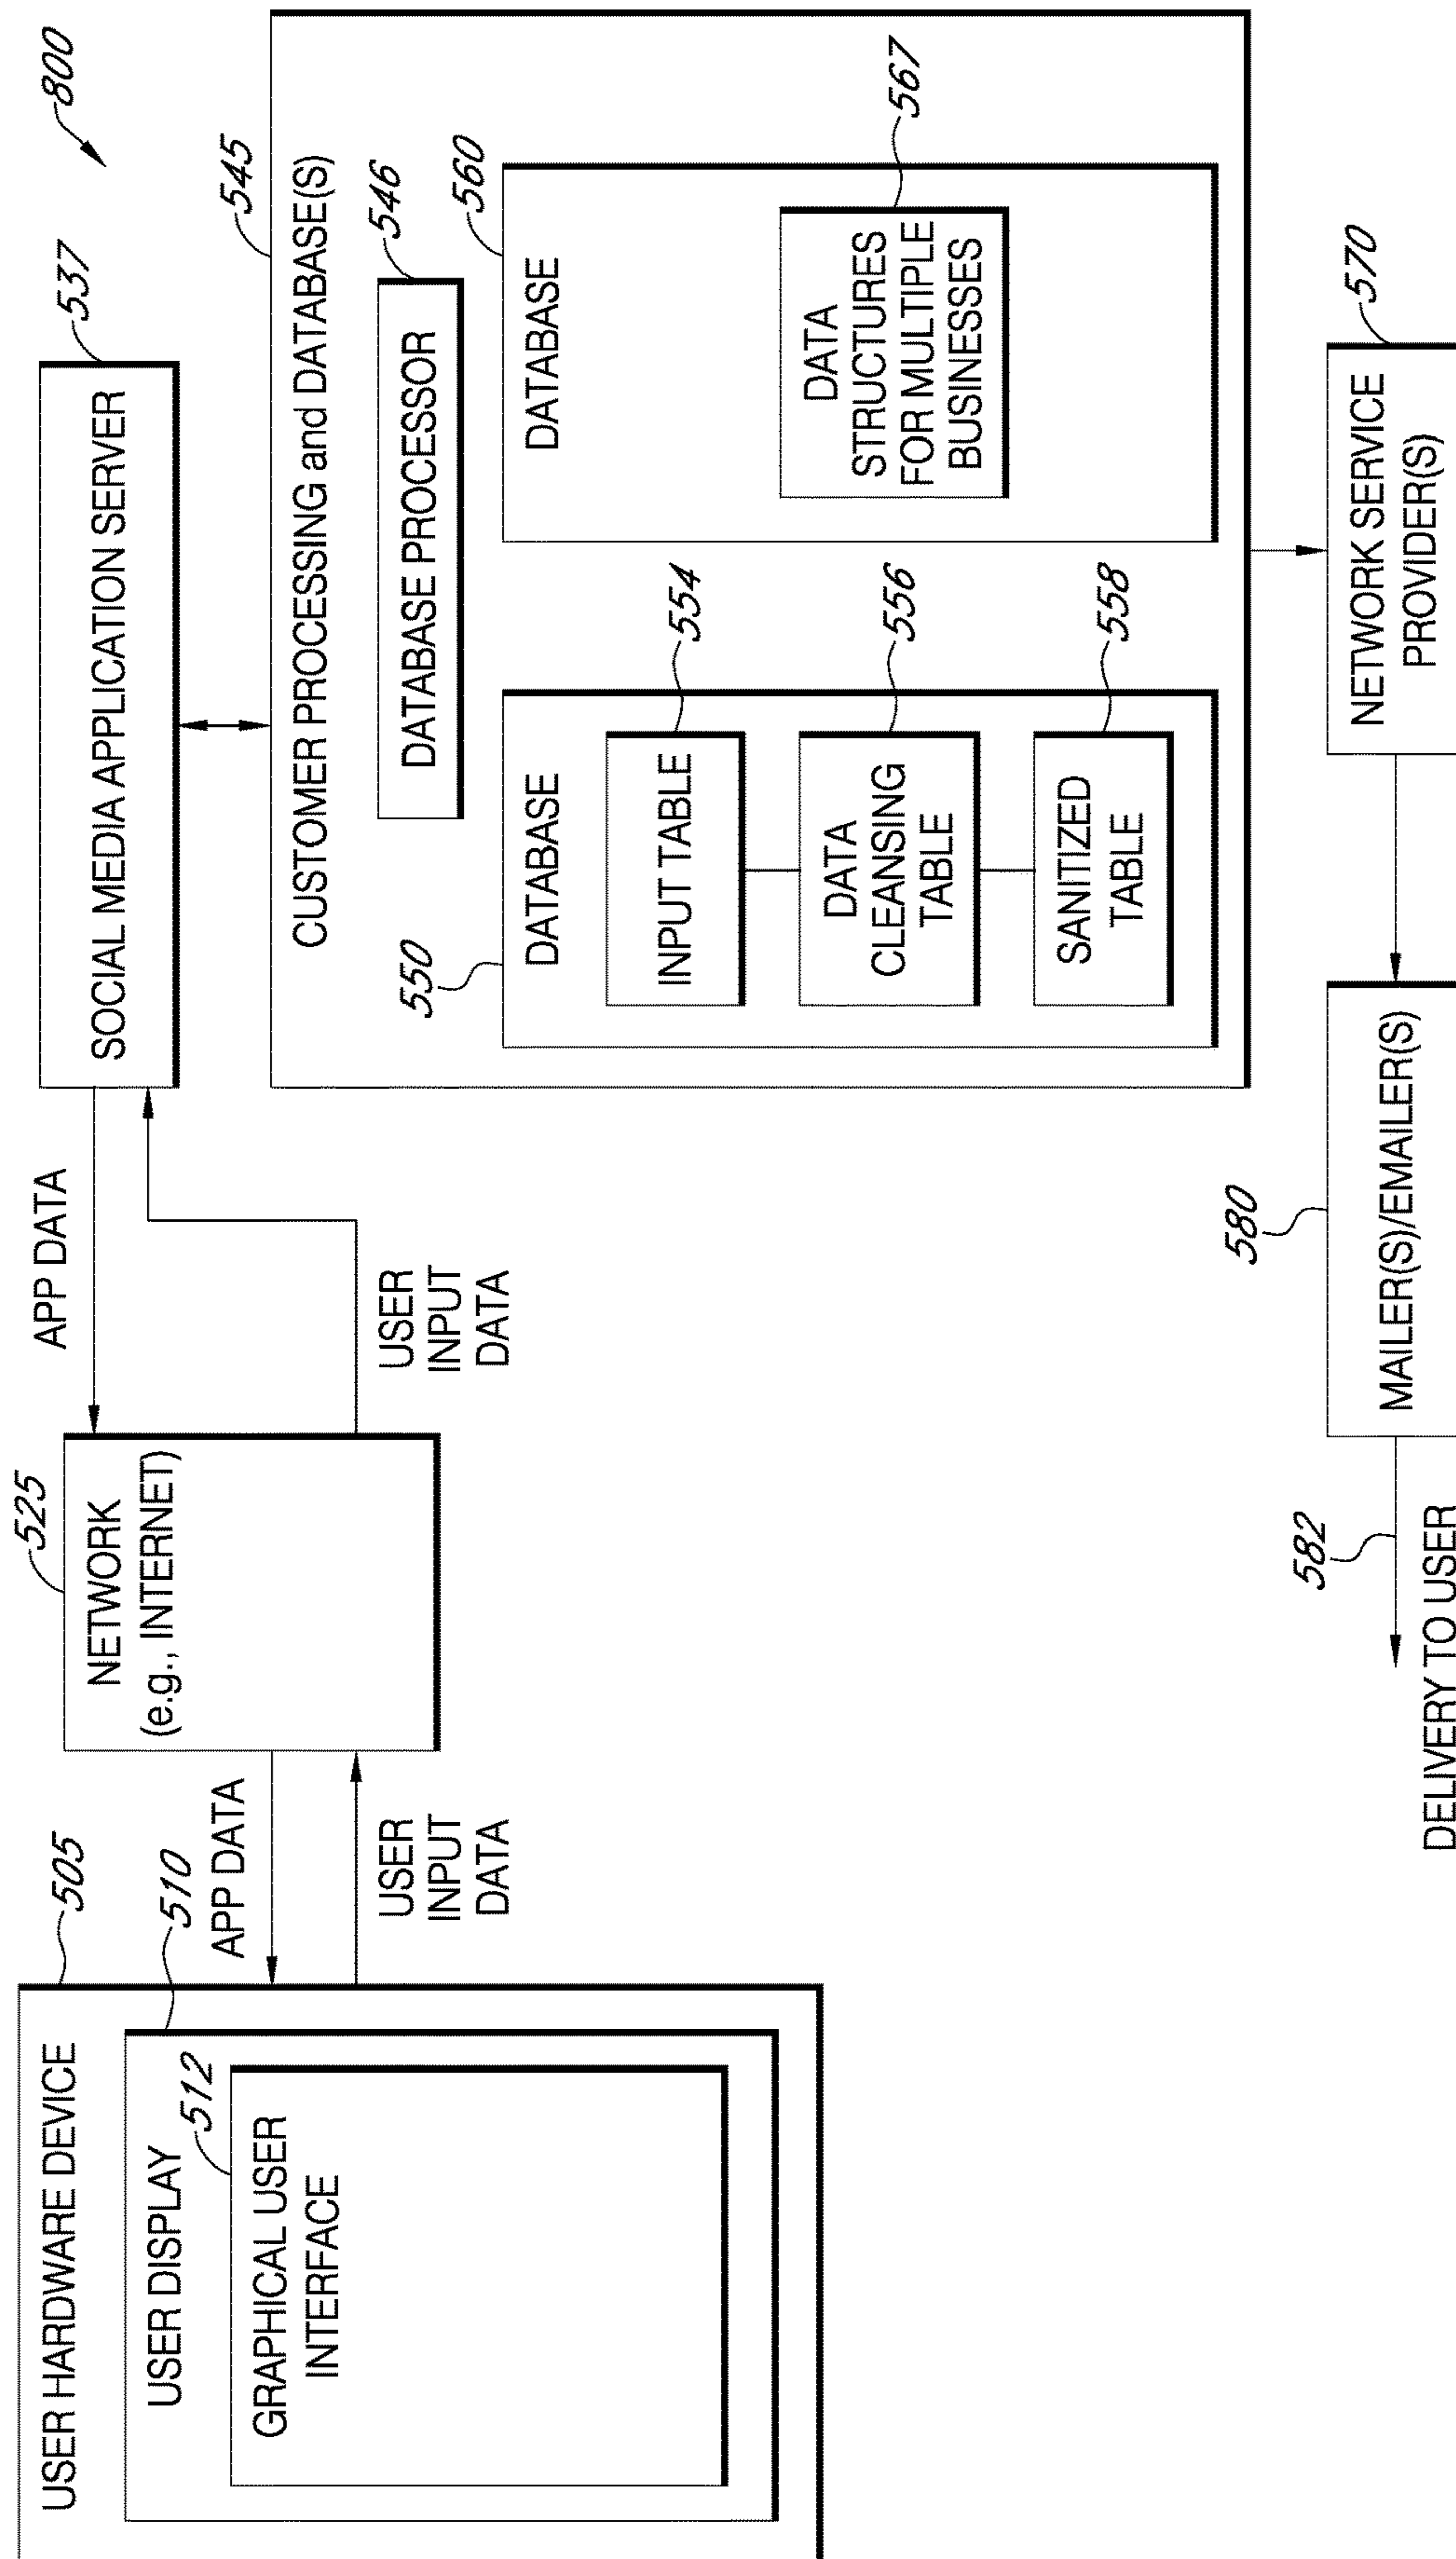 800
USER HARDWARE DEVICE
505
USER DISPLAY
510
512
GRAPHICAL USER
INTERFACE
APP DATA
USER
INPUT
DATA
525
NETWORK
(e.g., INTERNET)
APP DATA
USER
INPUT
DATA
537
SOCIAL MEDIA APPLICATION SERVER
545
CUSTOMER PROCESSING and DATABASE(S)
546
DATABASE PROCESSOR
550
DATABASE
554
INPUT TABLE
556
DATA
CLEANSING
TABLE
558
SANITIZED
TABLE
560
DATABASE
567
DATA
STRUCTURES
FOR MULTIPLE
BUSINESSES
570
NETWORK SERVICE
PROVIDER(S)
580
MAILER(S)/EMAILER(S)
582
DELIVERY TO USER